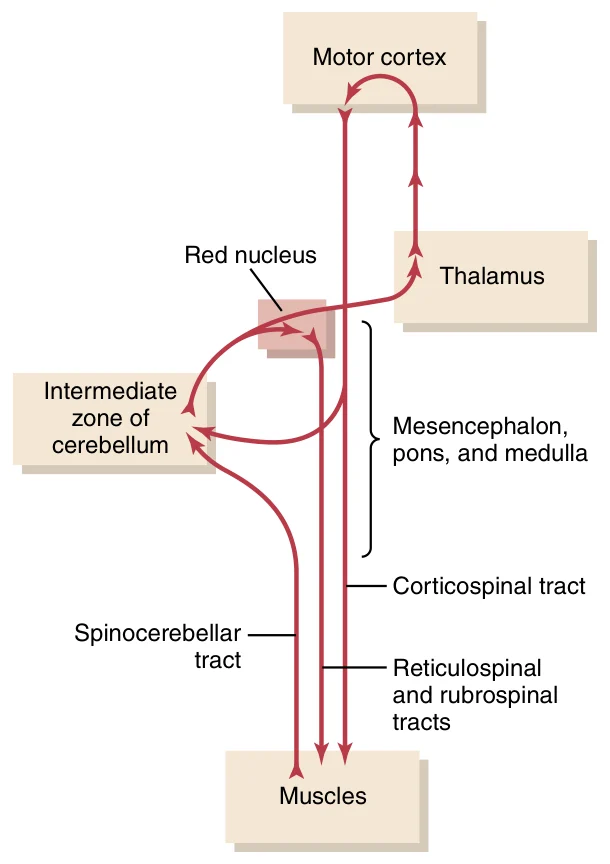 Motor cortex
Red nucleus
Thalamus
Intermediate
zone of
cerebellum
Mesencephalon,
pons, and medulla
Corticospinal tract
Spinocerebellar
tract
Reticulospinal
and rubrospinal
tracts
Muscles